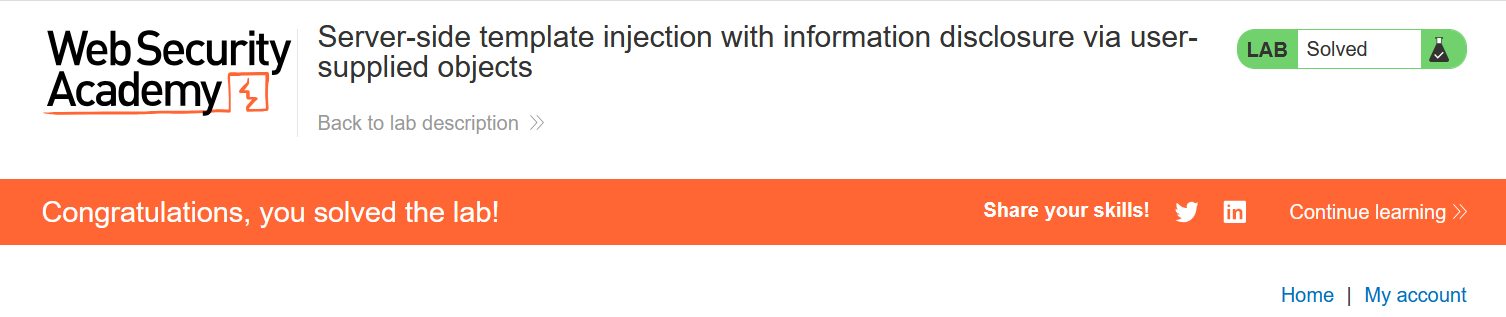 Web Security
Academy
Server-side template injection with information disclosure via user-
supplied objects
Back to lab description
LAB Solved
Congratulations, you solved the lab!
Share your skills!
Continue learning
Home | My account